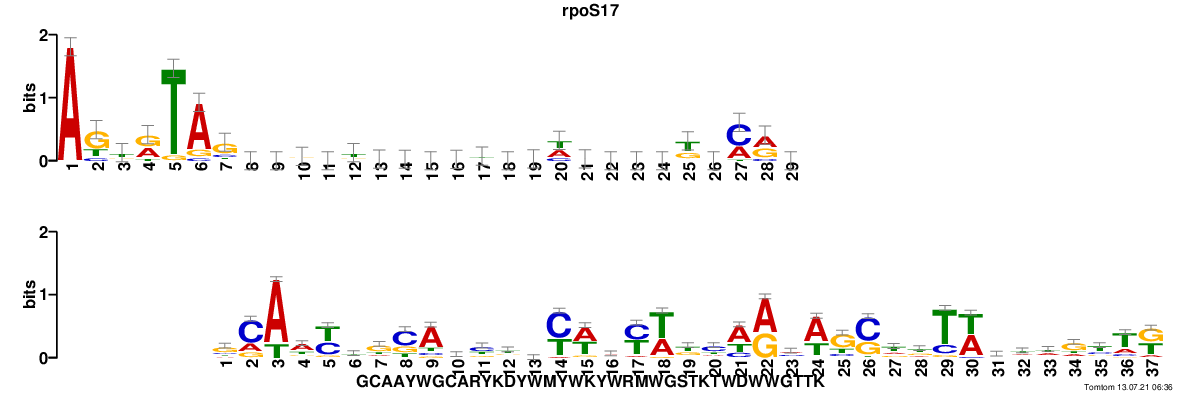 rpoS17
bits
2
1
0
1 2 3 4 5 6 7 8 9 10 11 12 13 14 15 16 17 18 19 20 21 22 23 24 25 26 27 28 29
bits
2
1
0
1 2 3 4 5 6 7 8 9 10 11 12 13 14 15 16 17 18 19 20 21 22 23 24 25 26 27 28 29 30 31 32 33 34 35 36 37
GCAAYWGCARYKDYWMYWKYWRMWGSTKTWDWWGTTK
Tomtom 13.07.21 06:36